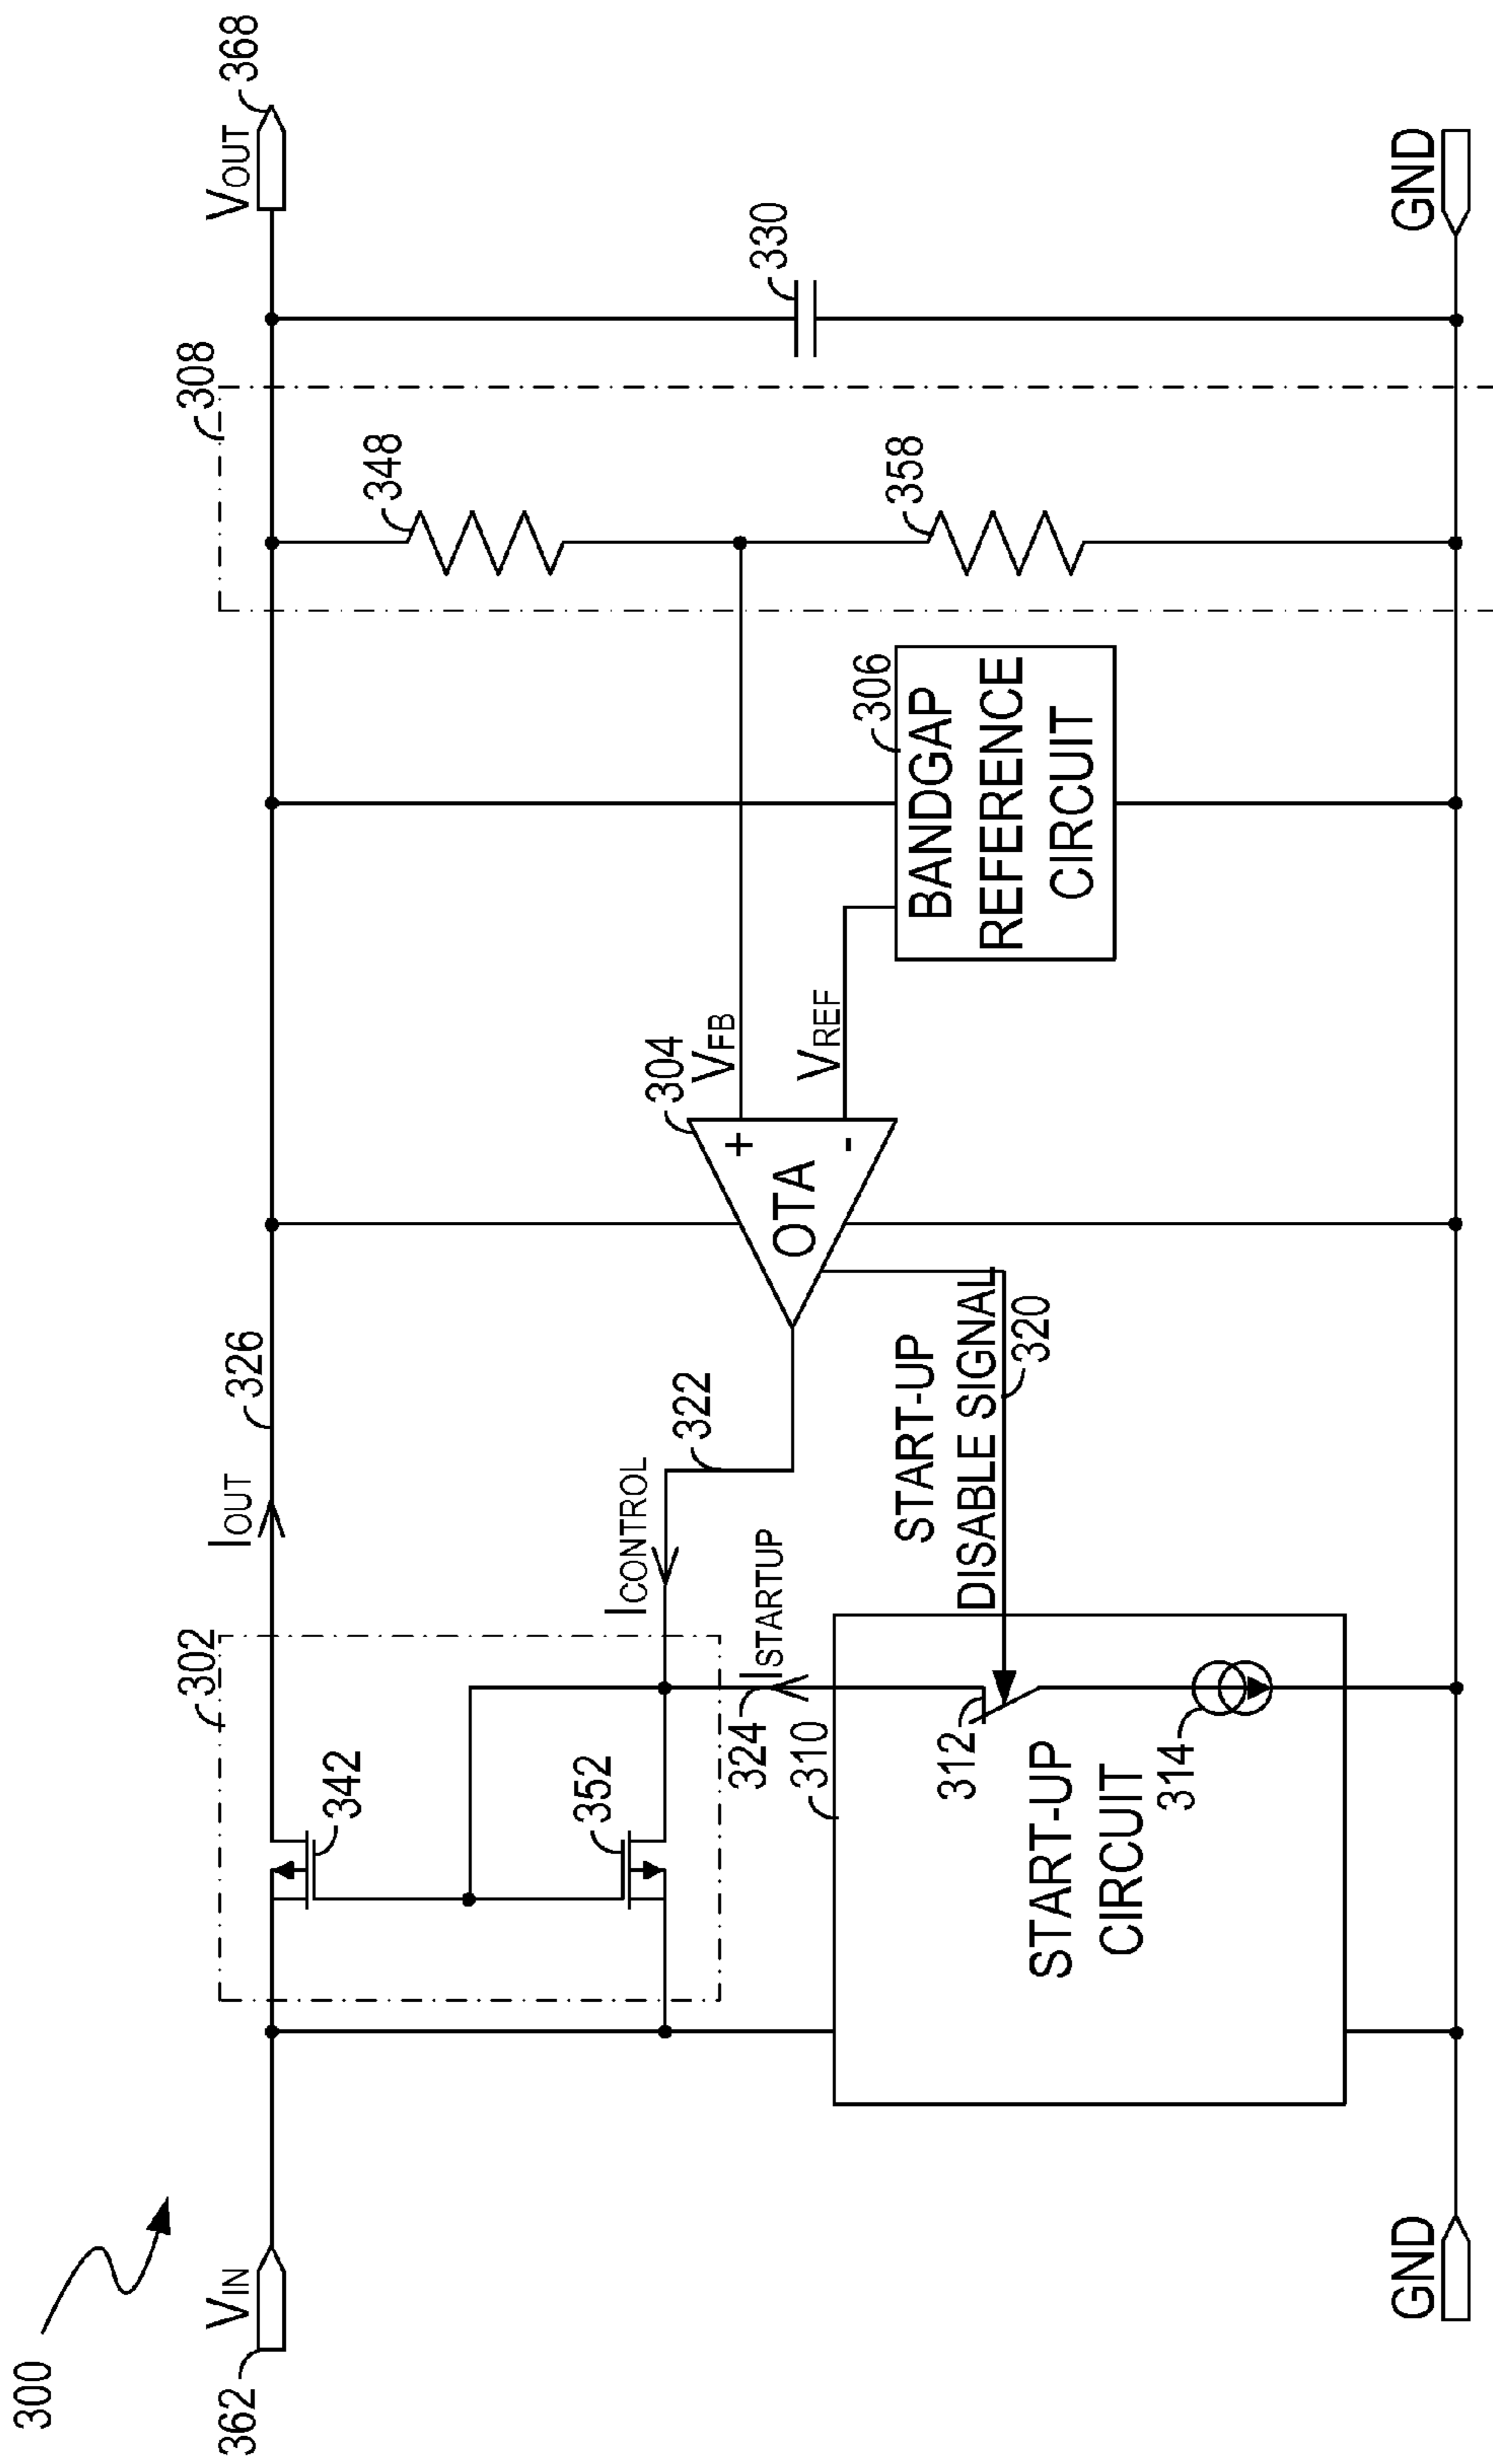 300
362
VIN
302
IOUT
326
308
VOUT
368
342
352
ICONTROL
322
304
VFB
VREF
+
-
OTA
348
358
330
306
BANDGAP
REFERENCE
CIRCUIT
324
ISTARTUP
310
START-UP
DISABLE SIGNAL
320
312
314
START-UP
CIRCUIT
GND
GND